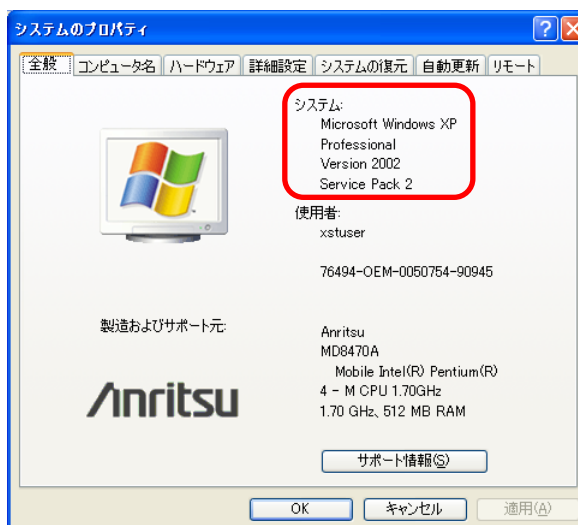 システムのプロパティ
全般 コンピュータ名 ハードウェア 詳細設定 システムの復元 自動更新 リモート
システム:
Microsoft Windows XP
Professional
Version 2002
Service Pack 2
使用者:
xstuser
76494-OEM-0050754-90945
製造およびサポート元:
Anritsu
MD8470A
Mobile Intel(R) Pentium(R)
4 - M CPU 1.70GHz
1.70 GHz、512 MB RAM
Anritsu
サポート情報(S)
OK キャンセル 適用(A)